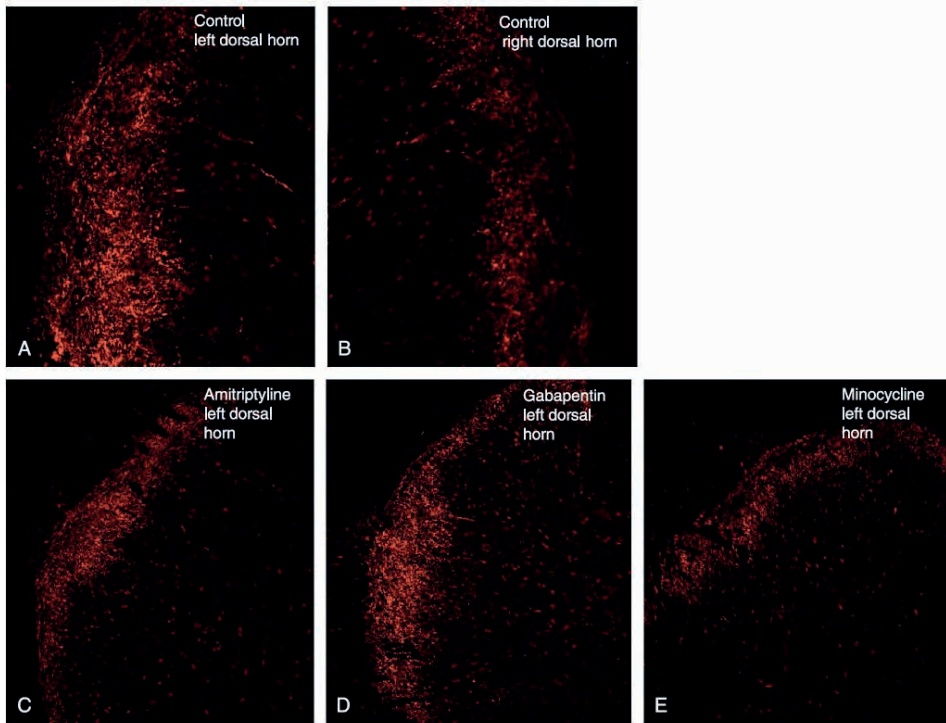 Control
left dorsal horn
A
Control
right dorsal horn
B
Amitriptyline
left dorsal
horn
C
Gabapentin
left dorsal
horn
D
Minocycline
left dorsal
horn
E